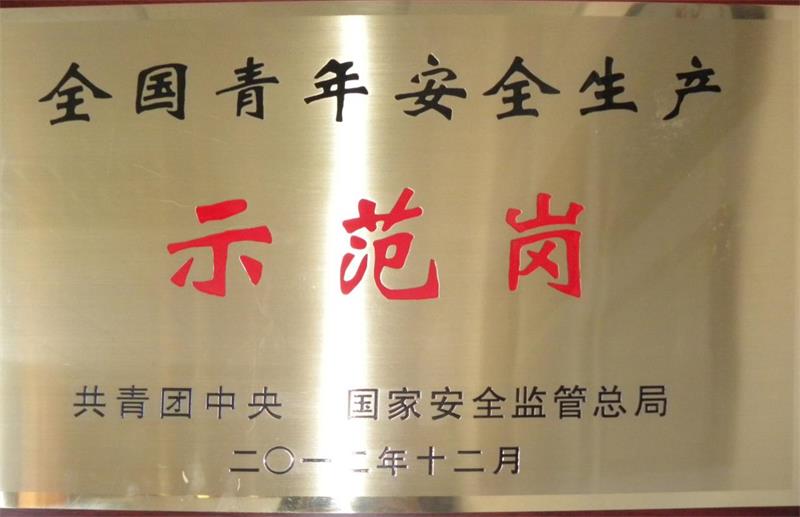 全国青年安全生产
示范岗
共青团中央 国家安全监管总局
二〇一二年十二月